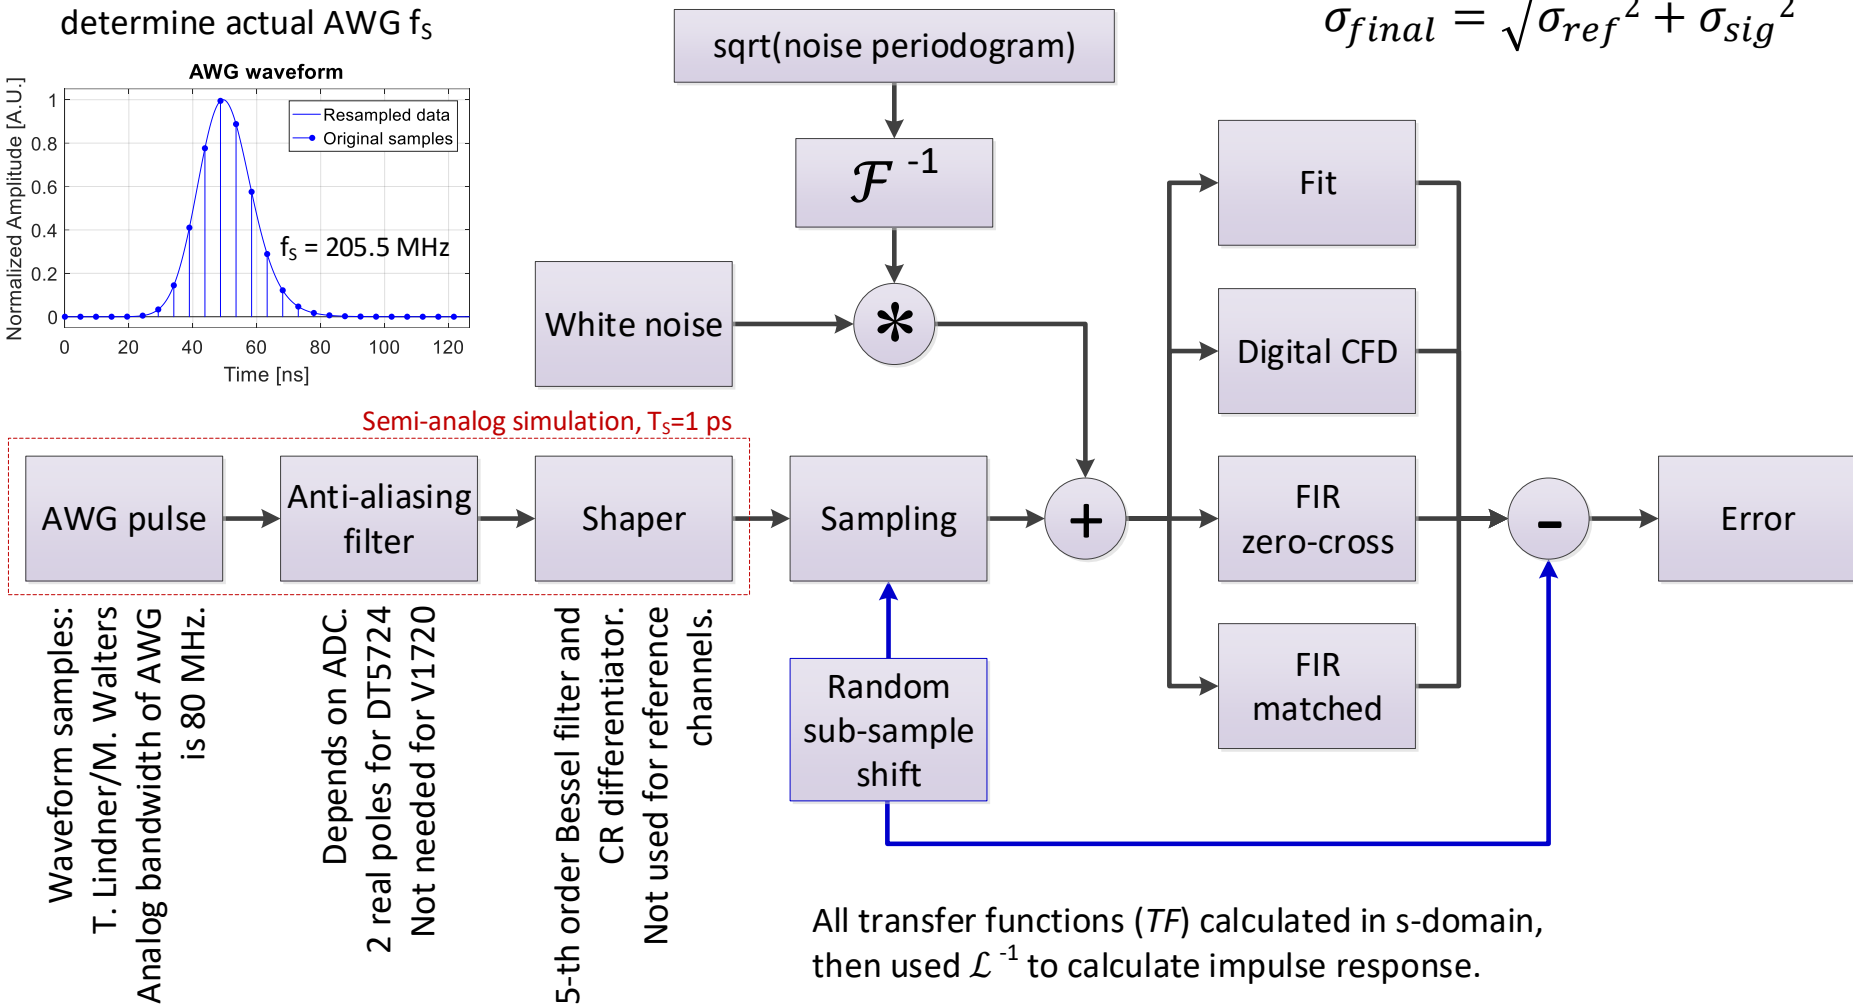 determine actual AWG fS
σfinal = √σref² + σsig²
AWG waveform
Normalized Amplitude [A.U.]
1
0.8
0.6
0.4
0.2
0
Resampled data
Original samples
fS = 205.5 MHz
0 20 40 60 80 100 120
Time [ns]
sqrt(noise periodogram)
ℱ -1
White noise
*
Semi-analog simulation, TS=1 ps
AWG pulse
Anti-aliasing
filter
Shaper
Sampling
+
Fit
Digital CFD
FIR
zero-cross
FIR
matched
-
Error
Random
sub-sample
shift
Waveform samples:
T. Lindner/M. Walters
Analog bandwidth of AWG
is 80 MHz.
Depends on ADC.
2 real poles for DT5724
Not needed for V1720
5-th order Bessel filter and
CR differentiator.
Not used for reference
channels.
All transfer functions (TF) calculated in s-domain,
then used ℒ -1 to calculate impulse response.